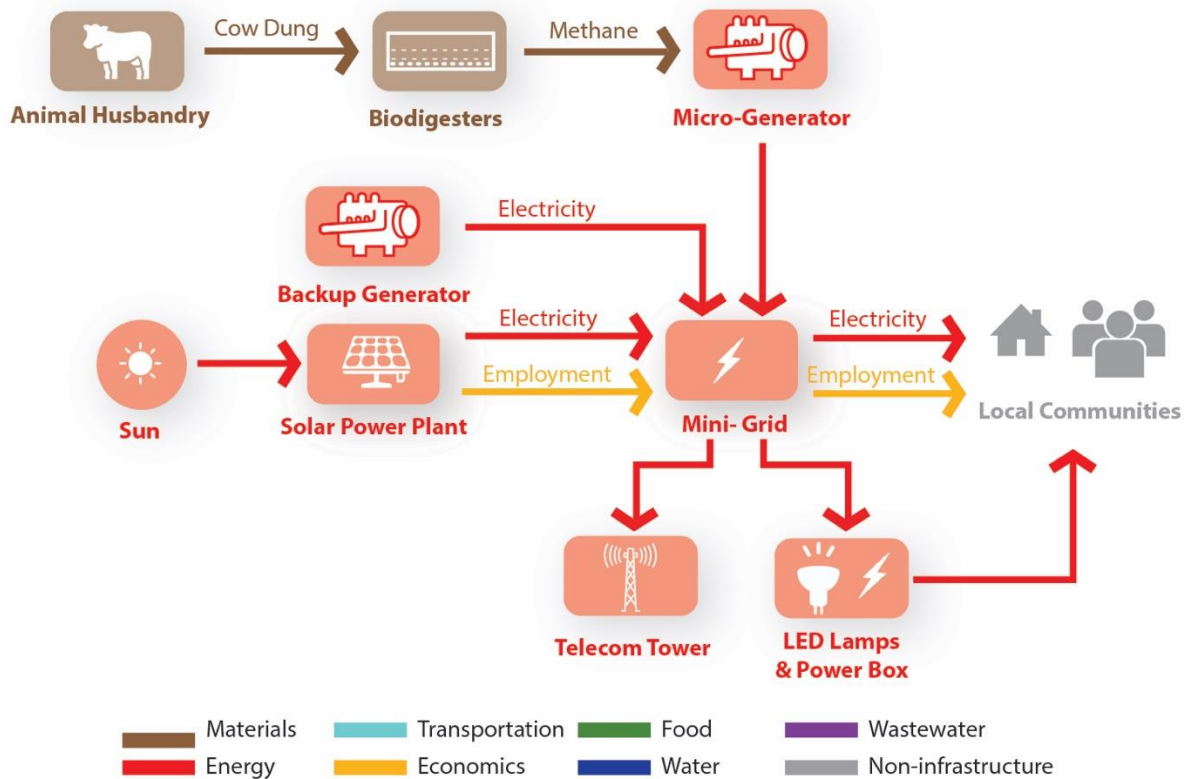 Cow Dung
Methane
Animal Husbandry
Biodigesters
Micro-Generator
Electricity
Backup Generator
Electricity
Electricity
Employment
Employment
Sun
Solar Power Plant
Mini- Grid
Local Communities
Telecom Tower
LED Lamps
& Power Box
Materials
Transportation
Food
Wastewater
Energy
Economics
Water
Non-infrastructure